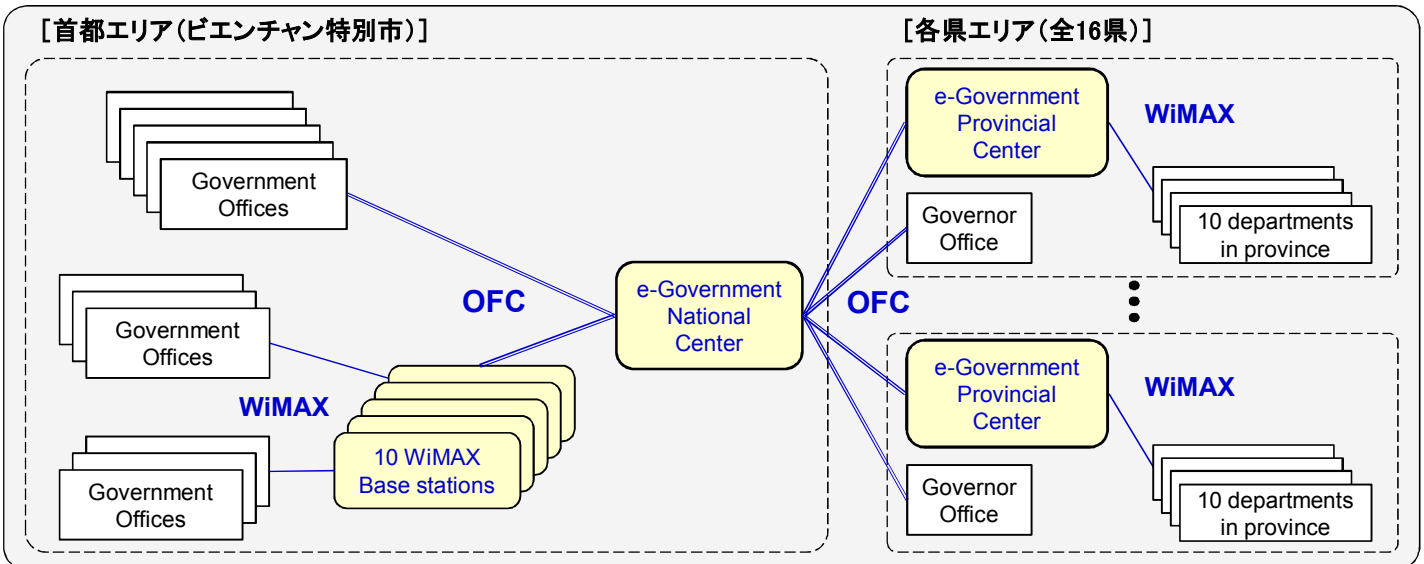 [首都エリア(ビエンチャン特別市)]
Government
Offices
OFC
Government
Offices
WiMAX
10 WiMAX
Base stations
Government
Offices
e-Government
National
Center
OFC
[各県エリア(全16県)]
e-Government
Provincial
Center
WiMAX
Governor
Office
10 departments
in province
e-Government
Provincial
Center
WiMAX
Governor
Office
10 departments
in province